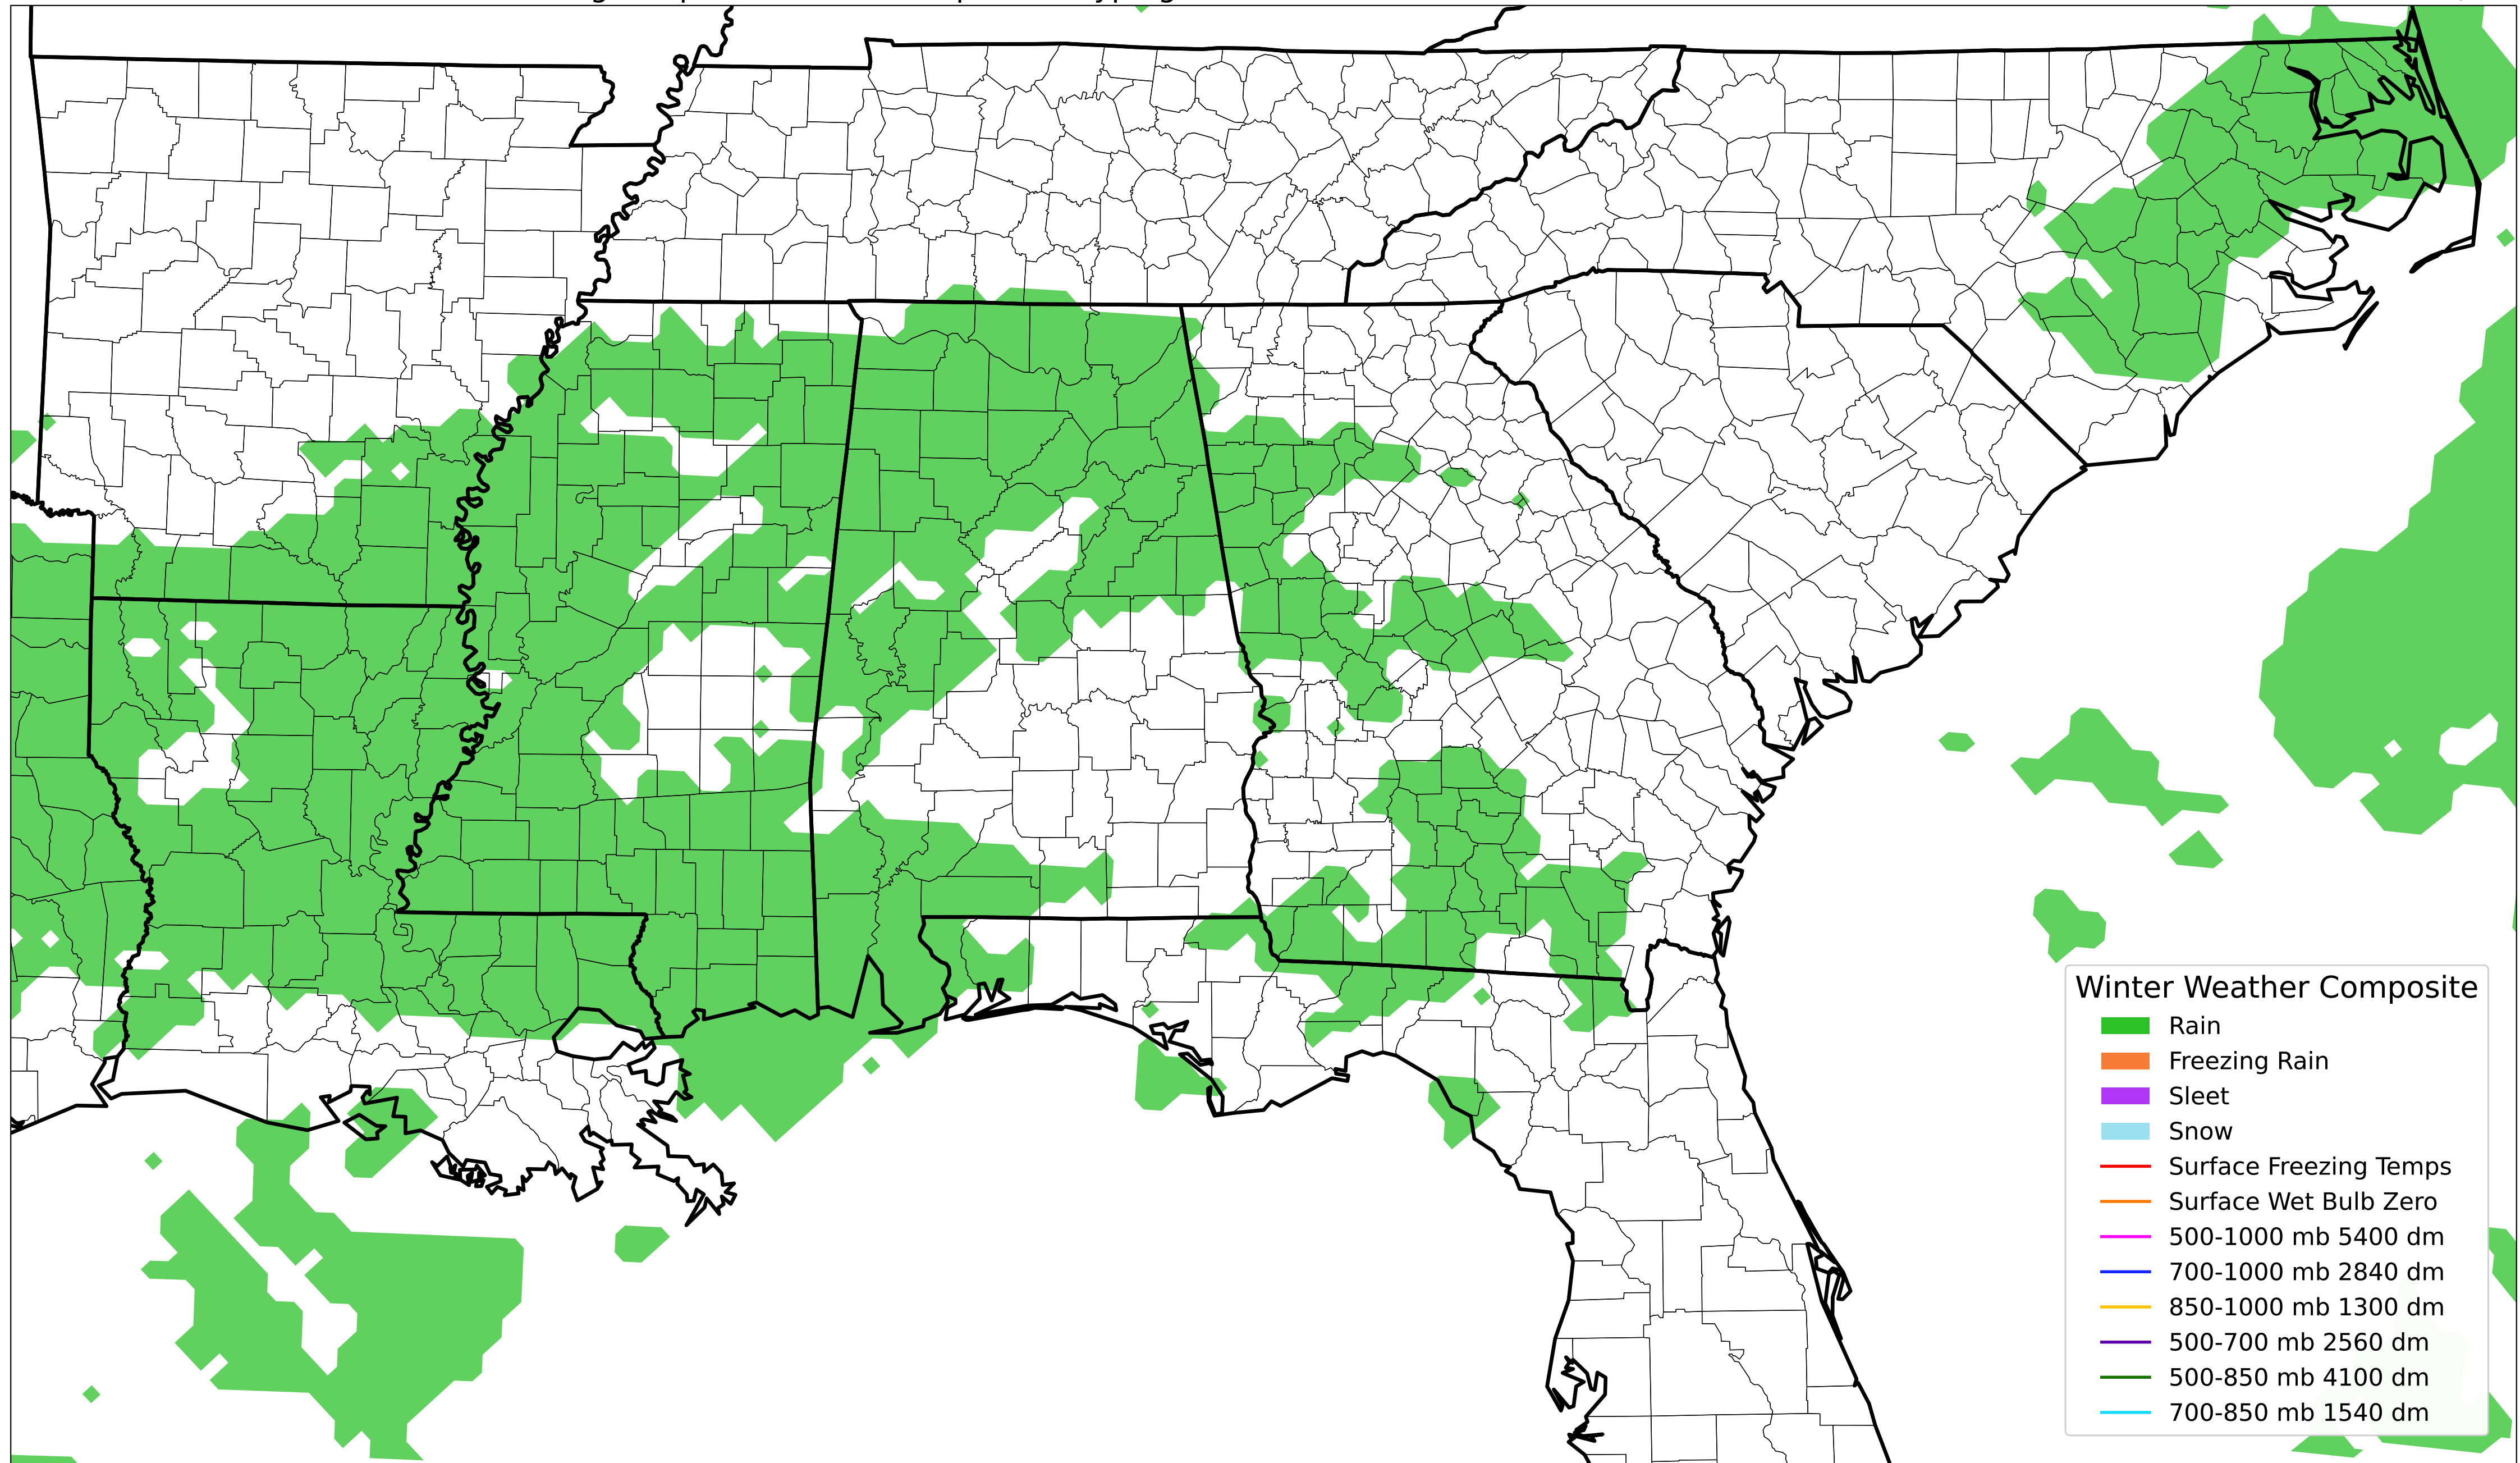 Winter Weather Composite
Rain
Freezing Rain
Sleet
Snow
Surface Freezing Temps
Surface Wet Bulb Zero
500-1000 mb 5400 dm
700-1000 mb 2840 dm
850-1000 mb 1300 dm
500-700 mb 2560 dm
500-850 mb 4100 dm
700-850 mb 1540 dm